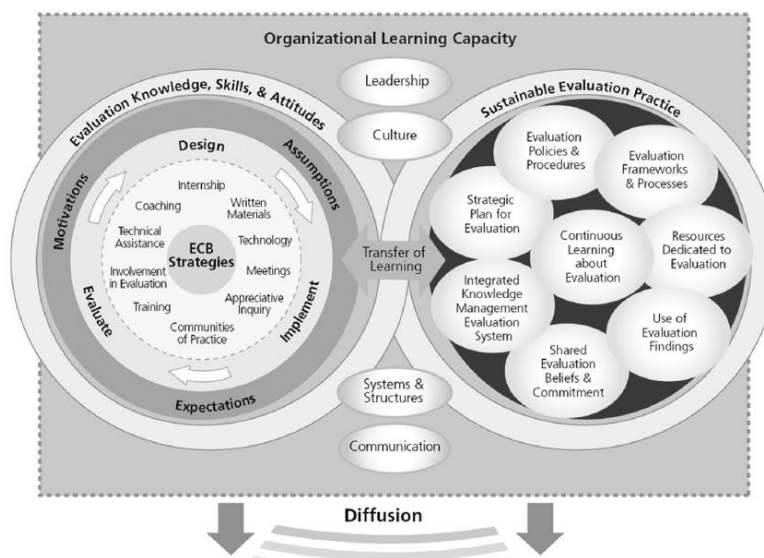 Organizational Learning Capacity
Leadership
Culture
Evaluation Knowledge, Skills, & Attitudes
Motivations
Assumptions
Expectations
Design
Implement
Evaluate
ECB
Strategies
Internship
Written
Materials
Technology
Meetings
Appreciative
Inquiry
Communities
of Practice
Training
Involvement
in Evaluation
Technical
Assistance
Coaching
Transfer of
Learning
Sustainable Evaluation Practice
Evaluation
Policies &
Procedures
Evaluation
Frameworks
& Processes
Strategic
Plan for
Evaluation
Continuous
Learning
about
Evaluation
Resources
Dedicated to
Evaluation
Integrated
Knowledge
Management
Evaluation
System
Use of
Evaluation
Findings
Shared
Evaluation
Beliefs &
Commitment
Systems &
Structures
Communication
Diffusion